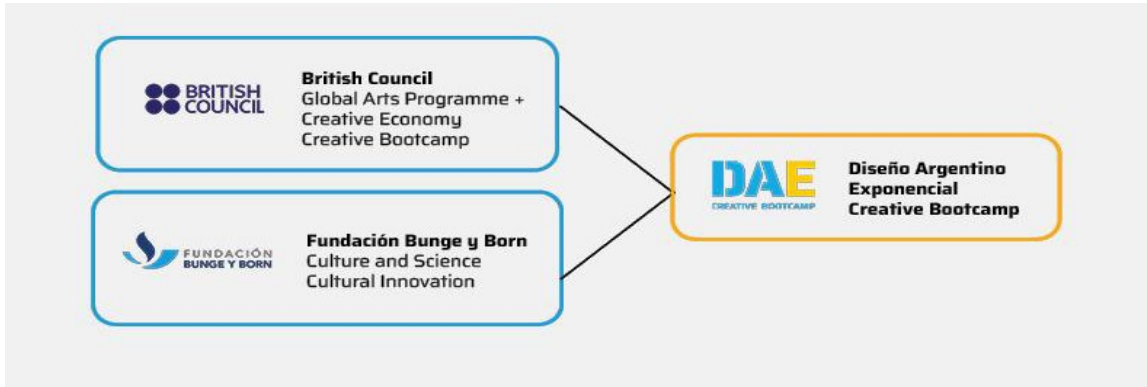 BRITISH
COUNCIL
British Council
Global Arts Programme +
Creative Economy
Creative Bootcamp
FUNDACIÓN
BUNGE Y BORN
Fundación Bunge y Born
Culture and Science
Cultural Innovation
DAE
CREATIVE BOOTCAMP
Diseño Argentino
Exponencial
Creative Bootcamp